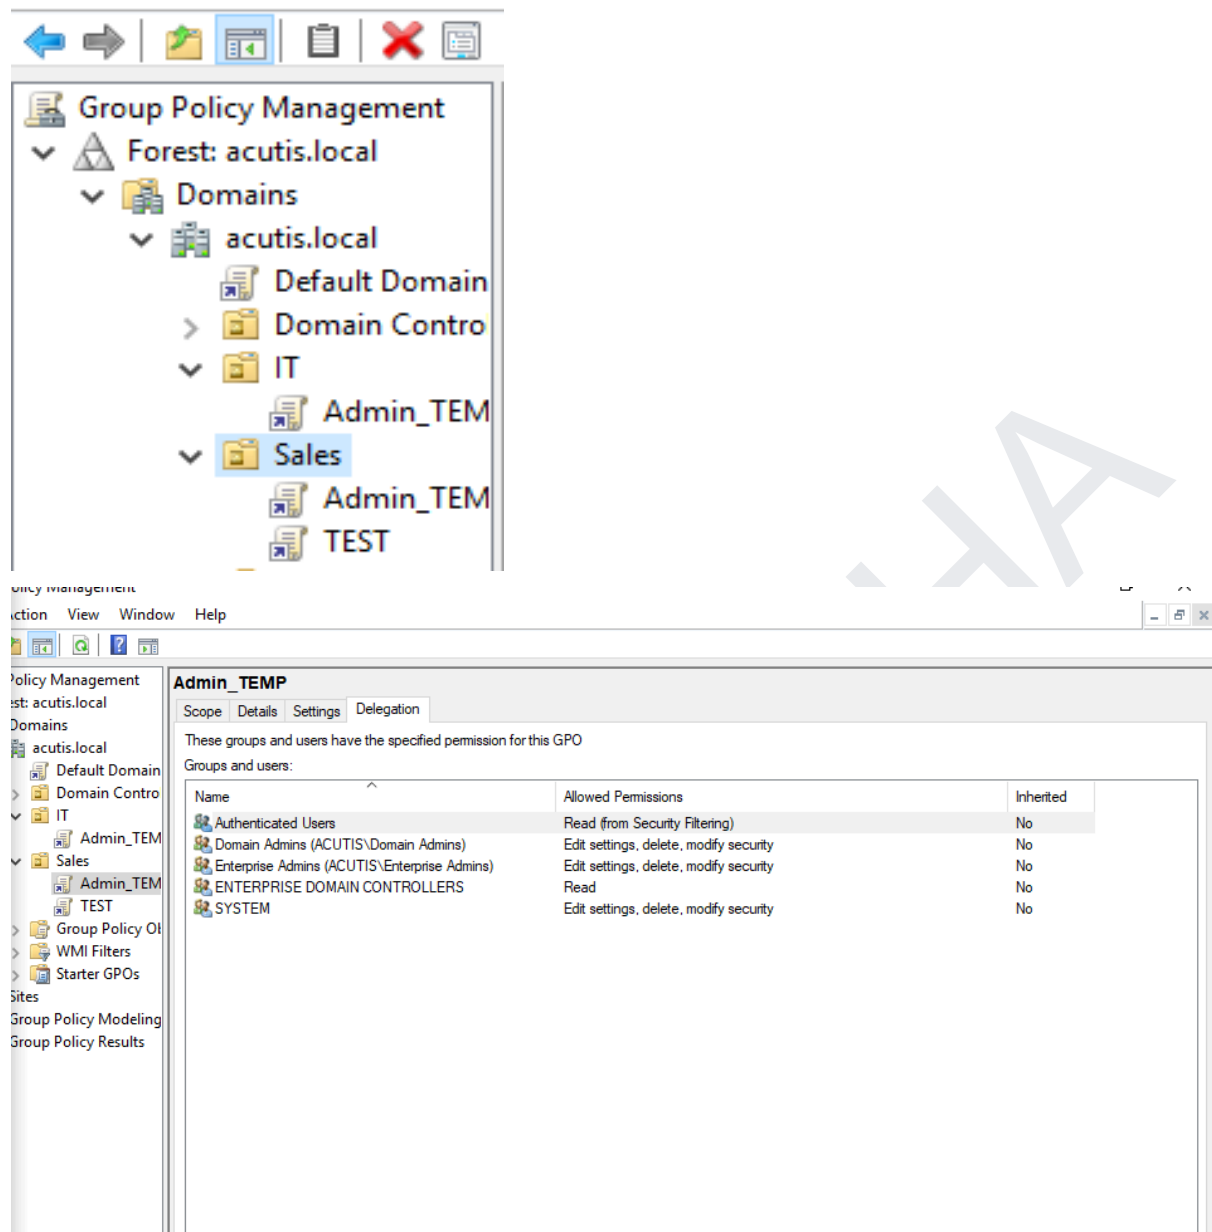 Group Policy Management
Forest: acutis.local
Domains
acutis.local
Default Domain
Domain Contro
IT
Admin_TEM
Sales
Admin_TEM
TEST
olicy Management
ction View Window Help
Policy Management
est: acutis.local
Domains
acutis.local
Default Domain
Domain Contro
IT
Admin_TEM
Sales
Admin_TEM
TEST
Group Policy Ob
WMI Filters
Starter GPOs
Sites
Group Policy Modeling
Group Policy Results
Admin_TEMP
Scope Details Settings Delegation
These groups and users have the specified permission for this GPO
Groups and users:
Name Allowed Permissions Inherited
Authenticated Users Read (from Security Filtering) No
Domain Admins (ACUTIS\Domain Admins) Edit settings, delete, modify security No
Enterprise Admins (ACUTIS\Enterprise Admins) Edit settings, delete, modify security No
ENTERPRISE DOMAIN CONTROLLERS Read No
SYSTEM Edit settings, delete, modify security No